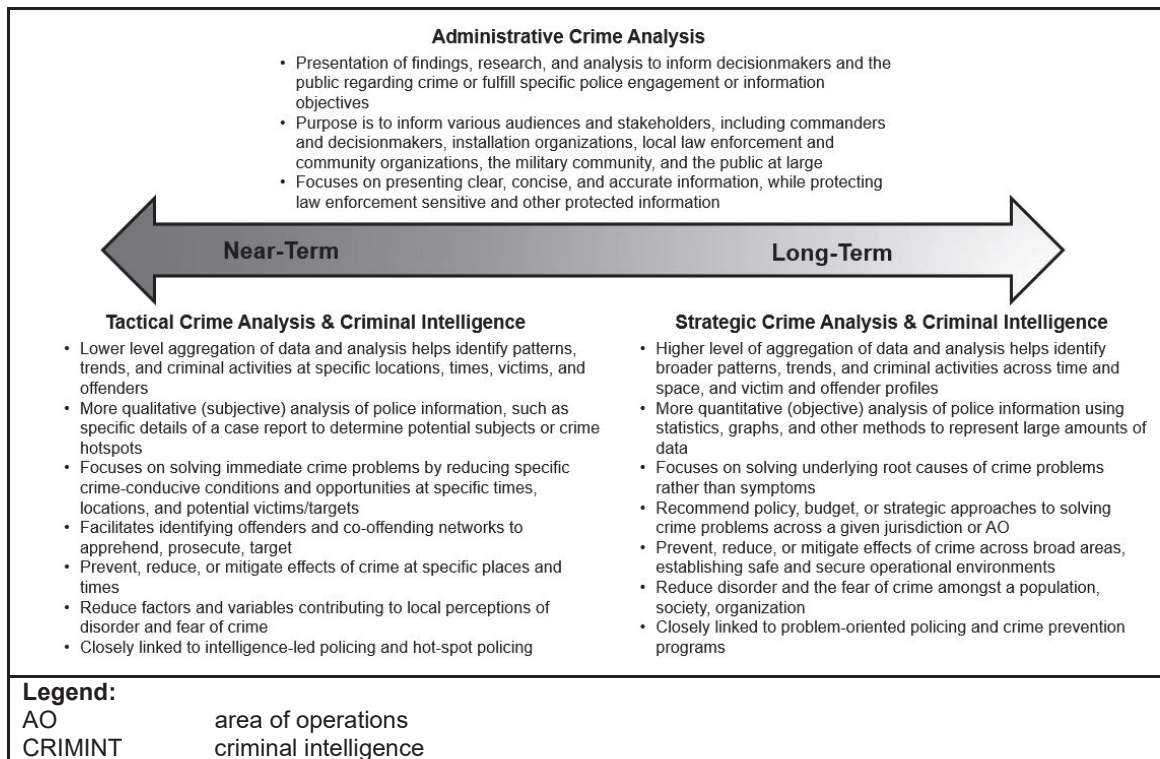 Administrative Crime Analysis
• Presentation of findings, research, and analysis to inform decisionmakers and the
public regarding crime or fulfill specific police engagement or information
objectives
• Purpose is to inform various audiences and stakeholders, including commanders
and decisionmakers, installation organizations, local law enforcement and
community organizations, the military community, and the public at large
• Focuses on presenting clear, concise, and accurate information, while protecting
law enforcement sensitive and other protected information
Near-Term
Long-Term
Tactical Crime Analysis & Criminal Intelligence
• Lower level aggregation of data and analysis helps identify patterns,
trends, and criminal activities at specific locations, times, victims, and
offenders
• More qualitative (subjective) analysis of police information, such as
specific details of a case report to determine potential subjects or crime
hotspots
• Focuses on solving immediate crime problems by reducing specific
crime-conducive conditions and opportunities at specific times,
locations, and potential victims/targets
• Facilitates identifying offenders and co-offending networks to
apprehend, prosecute, target
• Prevent, reduce, or mitigate effects of crime at specific places and
times
• Reduce factors and variables contributing to local perceptions of
disorder and fear of crime
• Closely linked to intelligence-led policing and hot-spot policing
Strategic Crime Analysis & Criminal Intelligence
• Higher level of aggregation of data and analysis helps identify
broader patterns, trends, and criminal activities across time and
space, and victim and offender profiles
• More quantitative (objective) analysis of police information using
statistics, graphs, and other methods to represent large amounts of
data
• Focuses on solving underlying root causes of crime problems
rather than symptoms
• Recommend policy, budget, or strategic approaches to solving
crime problems across a given jurisdiction or AO
• Prevent, reduce, or mitigate effects of crime across broad areas,
establishing safe and secure operational environments
• Reduce disorder and the fear of crime amongst a population,
society, organization
• Closely linked to problem-oriented policing and crime prevention
programs
Legend:
AO area of operations
CRIMINT criminal intelligence